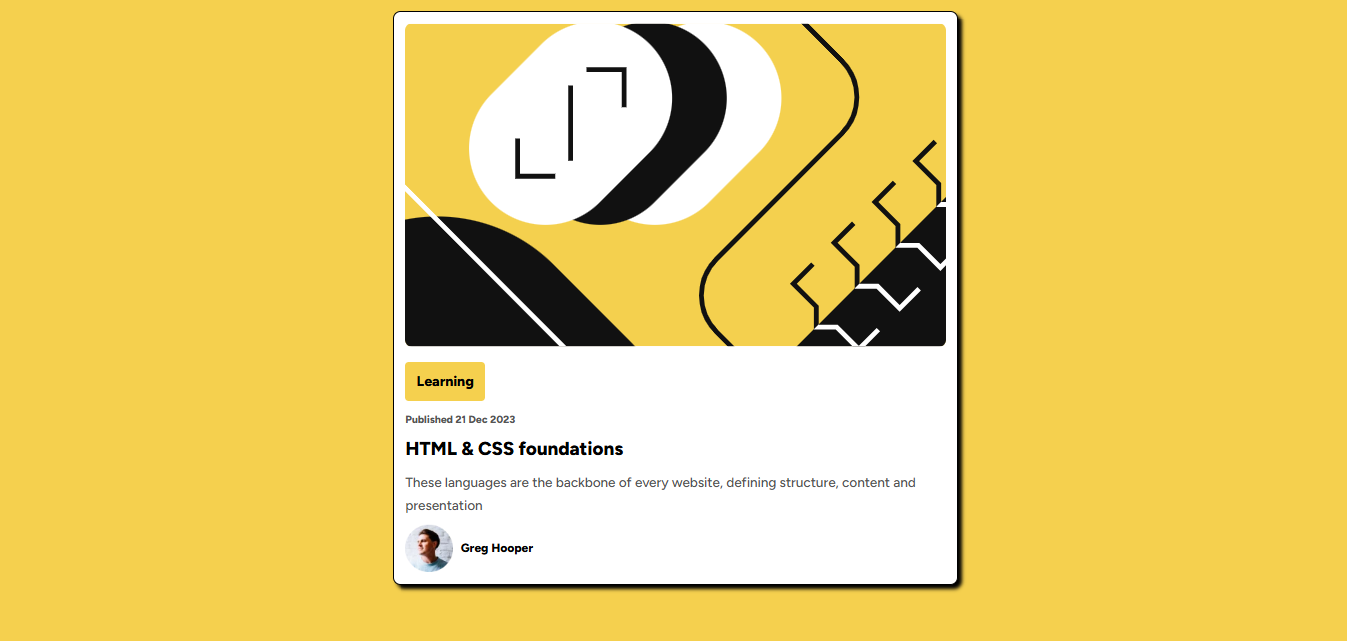 Learning
Published 21 Dec 2023
HTML & CSS foundations
These languages are the backbone of every website, defining structure, content and
presentation
Greg Hooper